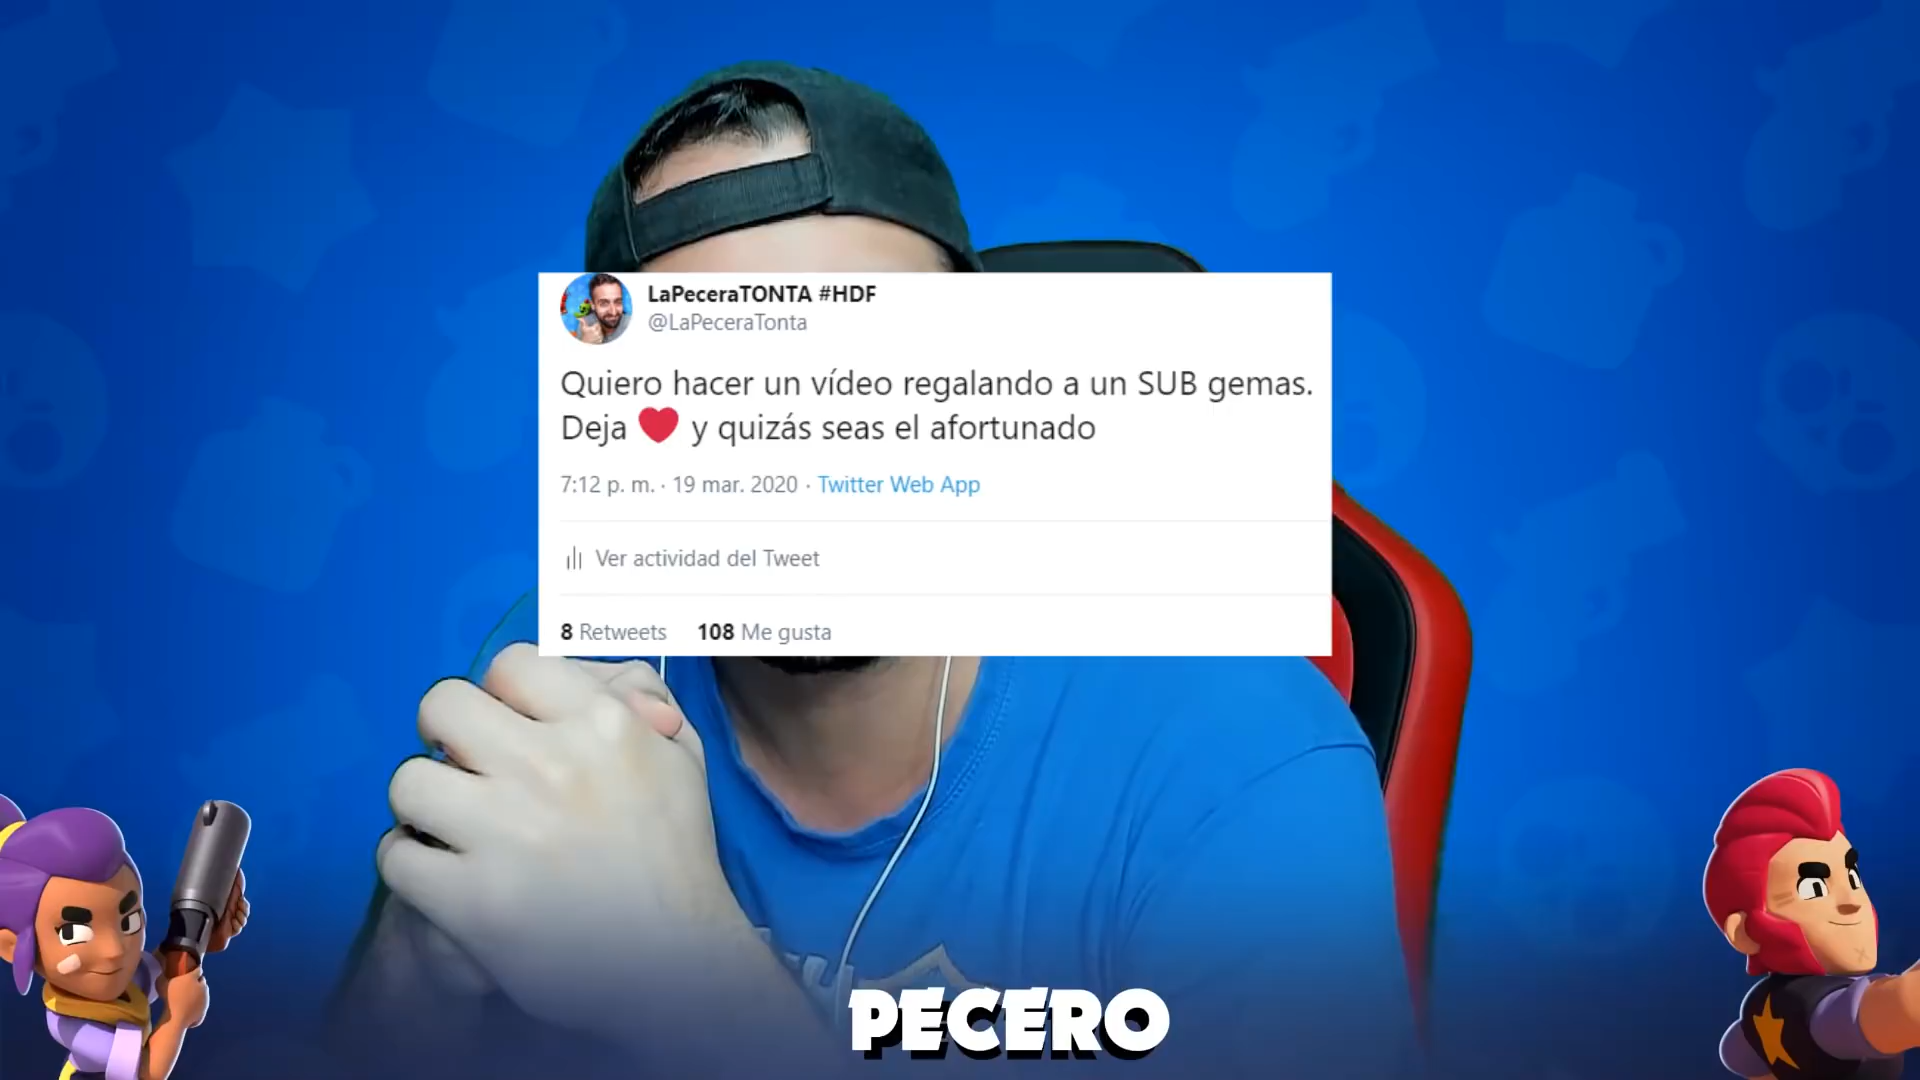 LaPeceraTONTA #HDF
@LaPeceraTonta
Quiero hacer un vídeo regalando a un SUB gemas.
Deja ❤️ y quizás seas el afortunado
7:12 p. m. · 19 mar. 2020 · Twitter Web App
Ver actividad del Tweet
8 Retweets 108 Me gusta
PECERO